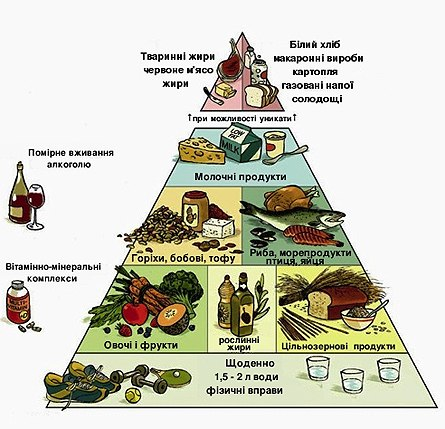 Тваринні жири
червоне м'ясо
жири
Білий хліб
макаронні вироби
картопля
газовані напої
солодощі
↑при можливості уникати↑
LOW FAT
MILK
Молочні продукти
Помірне вживання
алкоголю
Горіхи, бобові, тофу
Риба, морепродукти
птиця, яйця
Вітамінно-мінеральні
комплекси
Овочі і фрукти
рослинні
жири
Цільнозернові продукти
Щоденно
1,5 - 2 л води
фізичні вправи